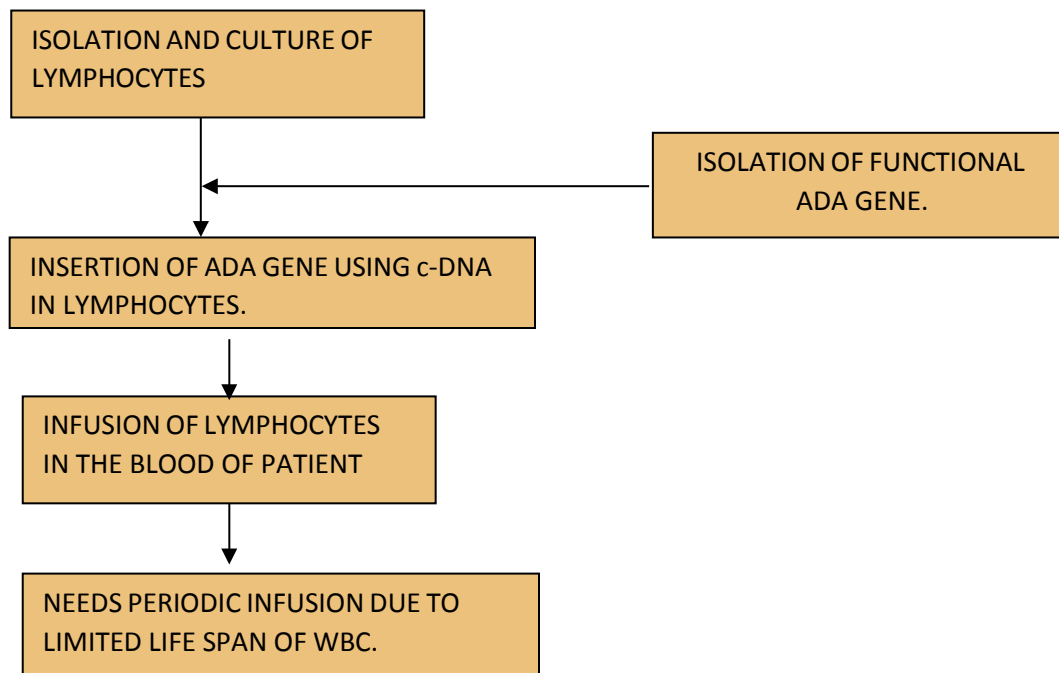 ISOLATION AND CULTURE OF
LYMPHOCYTES
ISOLATION OF FUNCTIONAL
ADA GENE.
INSERTION OF ADA GENE USING c-DNA
IN LYMPHOCYTES.
INFUSION OF LYMPHOCYTES
IN THE BLOOD OF PATIENT
NEEDS PERIODIC INFUSION DUE TO
LIMITED LIFE SPAN OF WBC.